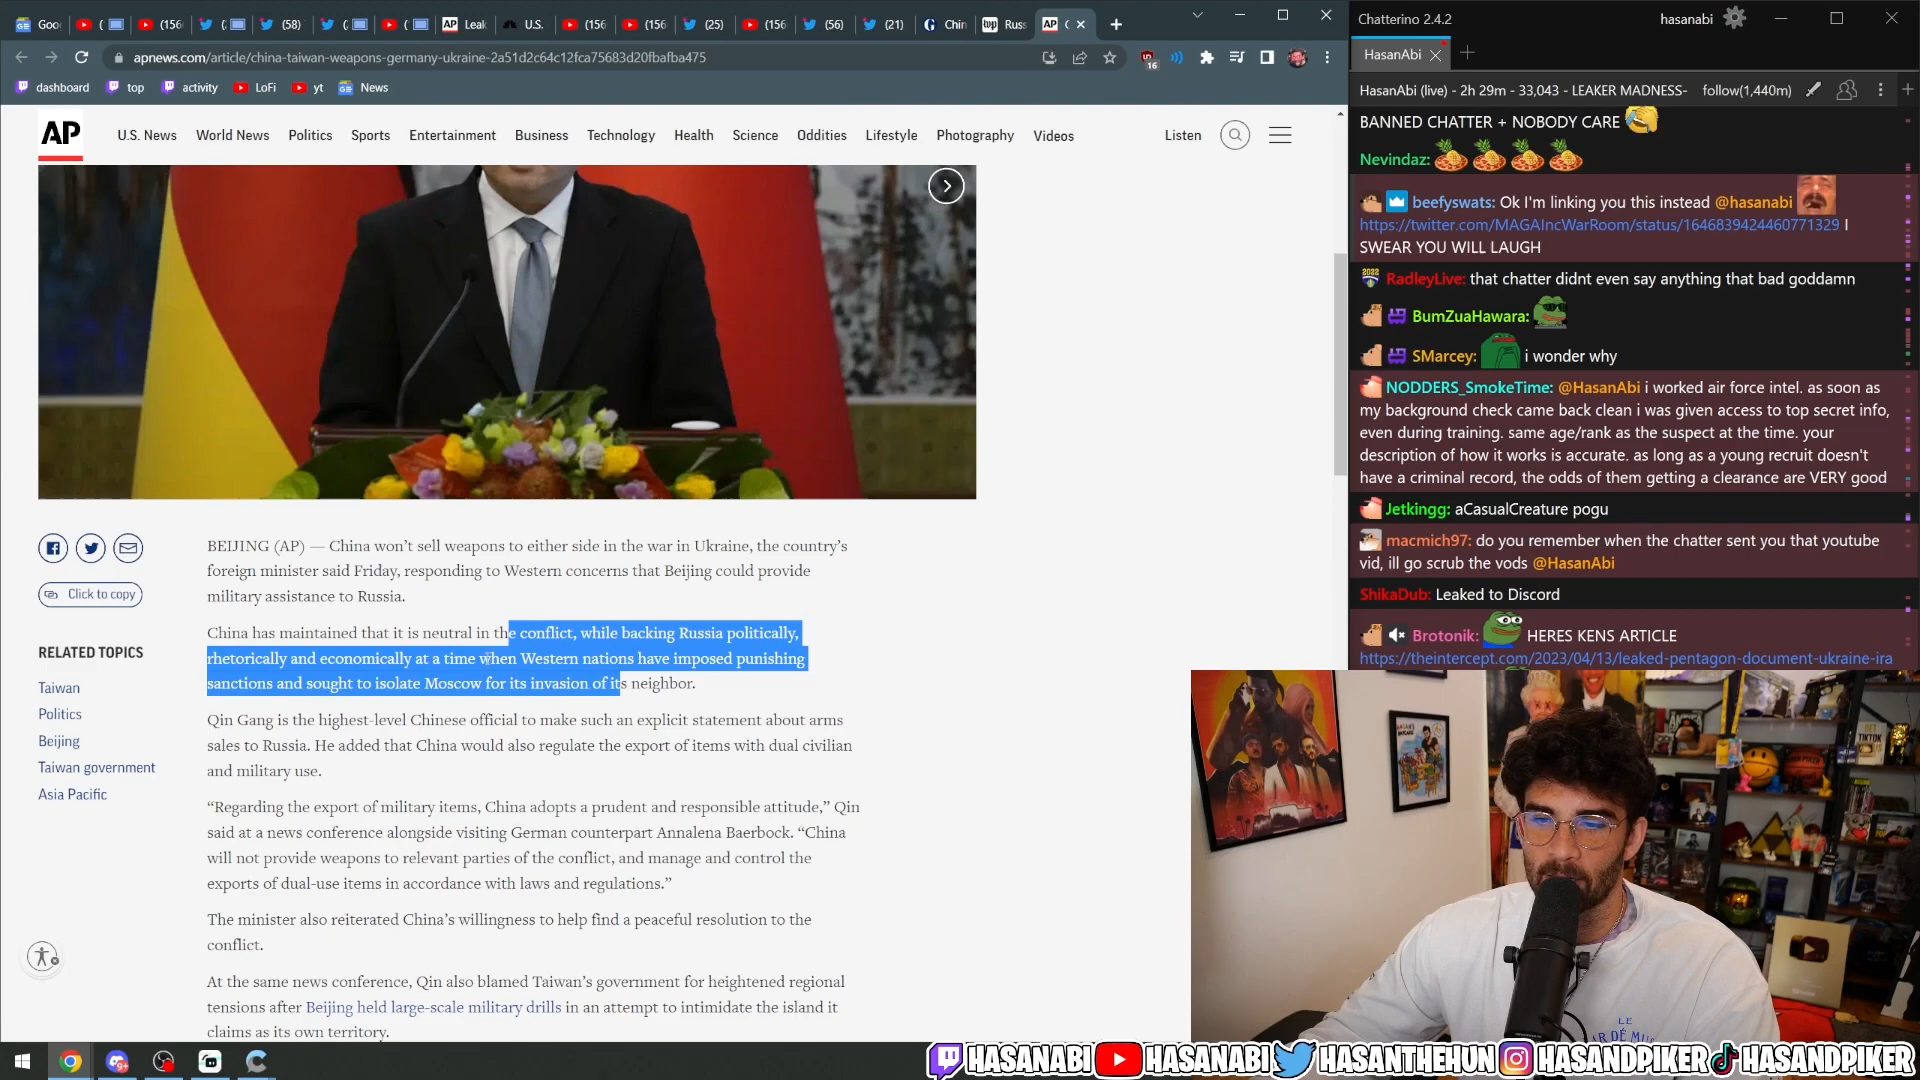 Goo
(
(156
(
(58)
(
(
Leak
U.S.
(156
(156
(25)
(156
(56)
(21)
Chin
Russ
apnews.com/article/china-taiwan-weapons-germany-ukraine-2a51d2c64c12fca75683d20fbafba475
16
dashboard
top
activity
LoFi
yt
News
AP
U.S. News
World News
Politics
Sports
Entertainment
Business
Technology
Health
Science
Oddities
Lifestyle
Photography
Videos
Listen
Click to copy
RELATED TOPICS
Taiwan
Politics
Beijing
Taiwan government
Asia Pacific
BEIJING (AP) — China won’t sell weapons to either side in the war in Ukraine, the country’s
foreign minister said Friday, responding to Western concerns that Beijing could provide
military assistance to Russia.
China has maintained that it is neutral in the conflict, while backing Russia politically,
rhetorically and economically at a time when Western nations have imposed punishing
sanctions and sought to isolate Moscow for its invasion of its neighbor.
Qin Gang is the highest-level Chinese official to make such an explicit statement about arms
sales to Russia. He added that China would also regulate the export of items with dual civilian
and military use.
“Regarding the export of military items, China adopts a prudent and responsible attitude,” Qin
said at a news conference alongside visiting German counterpart Annalena Baerbock. “China
will not provide weapons to relevant parties of the conflict, and manage and control the
exports of dual-use items in accordance with laws and regulations.”
The minister also reiterated China’s willingness to help find a peaceful resolution to the
conflict.
At the same news conference, Qin also blamed Taiwan’s government for heightened regional
tensions after Beijing held large-scale military drills in an attempt to intimidate the island it
claims as its own territory.
Chatterino 2.4.2
hasanabi
HasanAbi
HasanAbi (live) - 2h 29m - 33,043 - LEAKER MADNESS-
follow(1,440m)
BANNED CHATTER + NOBODY CARE
Nevindaz:
beefyswats: Ok I'm linking you this instead @hasanabi
https://twitter.com/MAGAIncWarRoom/status/1646839424460771329 I
SWEAR YOU WILL LAUGH
RadleyLive: that chatter didnt even say anything that bad goddamn
BumZuaHawara:
SMarcey: i wonder why
NODDERS_SmokeTime: @HasanAbi i worked air force intel. as soon as
my background check came back clean i was given access to top secret info,
even during training. same age/rank as the suspect at the time. your
description of how it works is accurate. as long as a young recruit doesn't
have a criminal record, the odds of them getting a clearance are VERY good
Jetkingg: aCasualCreature pogu
macmich97: do you remember when the chatter sent you that youtube
vid, ill go scrub the vods @HasanAbi
ShikaDub: Leaked to Discord
Brotonik: HERES KENS ARTICLE
https://theintercept.com/2023/04/13/leaked-pentagon-document-ukraine-ira
HASANABI HASANABI HASANTHEHUN HASANDPIKER HASANDPIKER